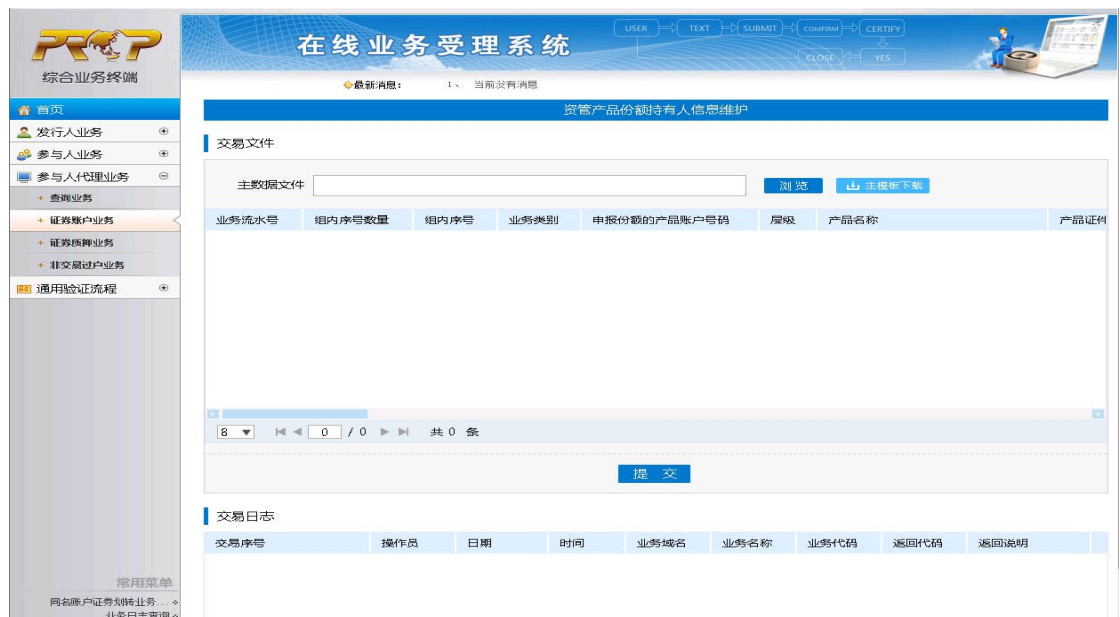 PROP
综合业务终端
在线业务受理系统
USER
TEXT
SUBMIT
COMFIRM
CERTIFY
CLOSE
YES
最新消息：
1、 当前没有消息
首页
发行人业务
参与人业务
参与人代理业务
查询业务
证券账户业务
证券质押业务
非交易过户业务
通用验证流程
常用菜单
同名账户证券划转业务...
业务日志查询
资管产品份额持有人信息维护
交易文件
主数据文件
浏 览
主模板下载
业务流水号 组内序号数量 组内序号 业务类别 申报份额的产品账户号码 层级 产品名称 产品证件
8 0 / 0 共 0 条
提 交
交易日志
交易序号 操作员 日期 时间 业务域名 业务名称 业务代码 返回代码 返回说明